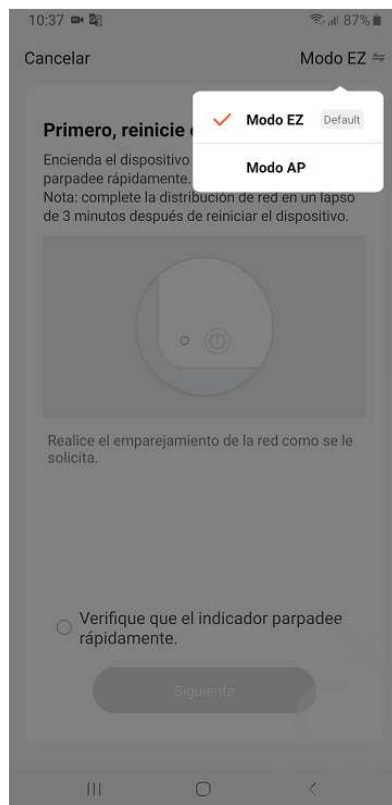 10:37
87%
Cancelar
Modo EZ
Modo EZ Default
Modo AP
Primero, reinicie
Encienda el dispositivo
parpadee rápidamente.
Nota: complete la distribución de red en un lapso
de 3 minutos después de reiniciar el dispositivo.
Realice el emparejamiento de la red como se le
solicita.
Verifique que el indicador parpadee
rápidamente.
Siguiente